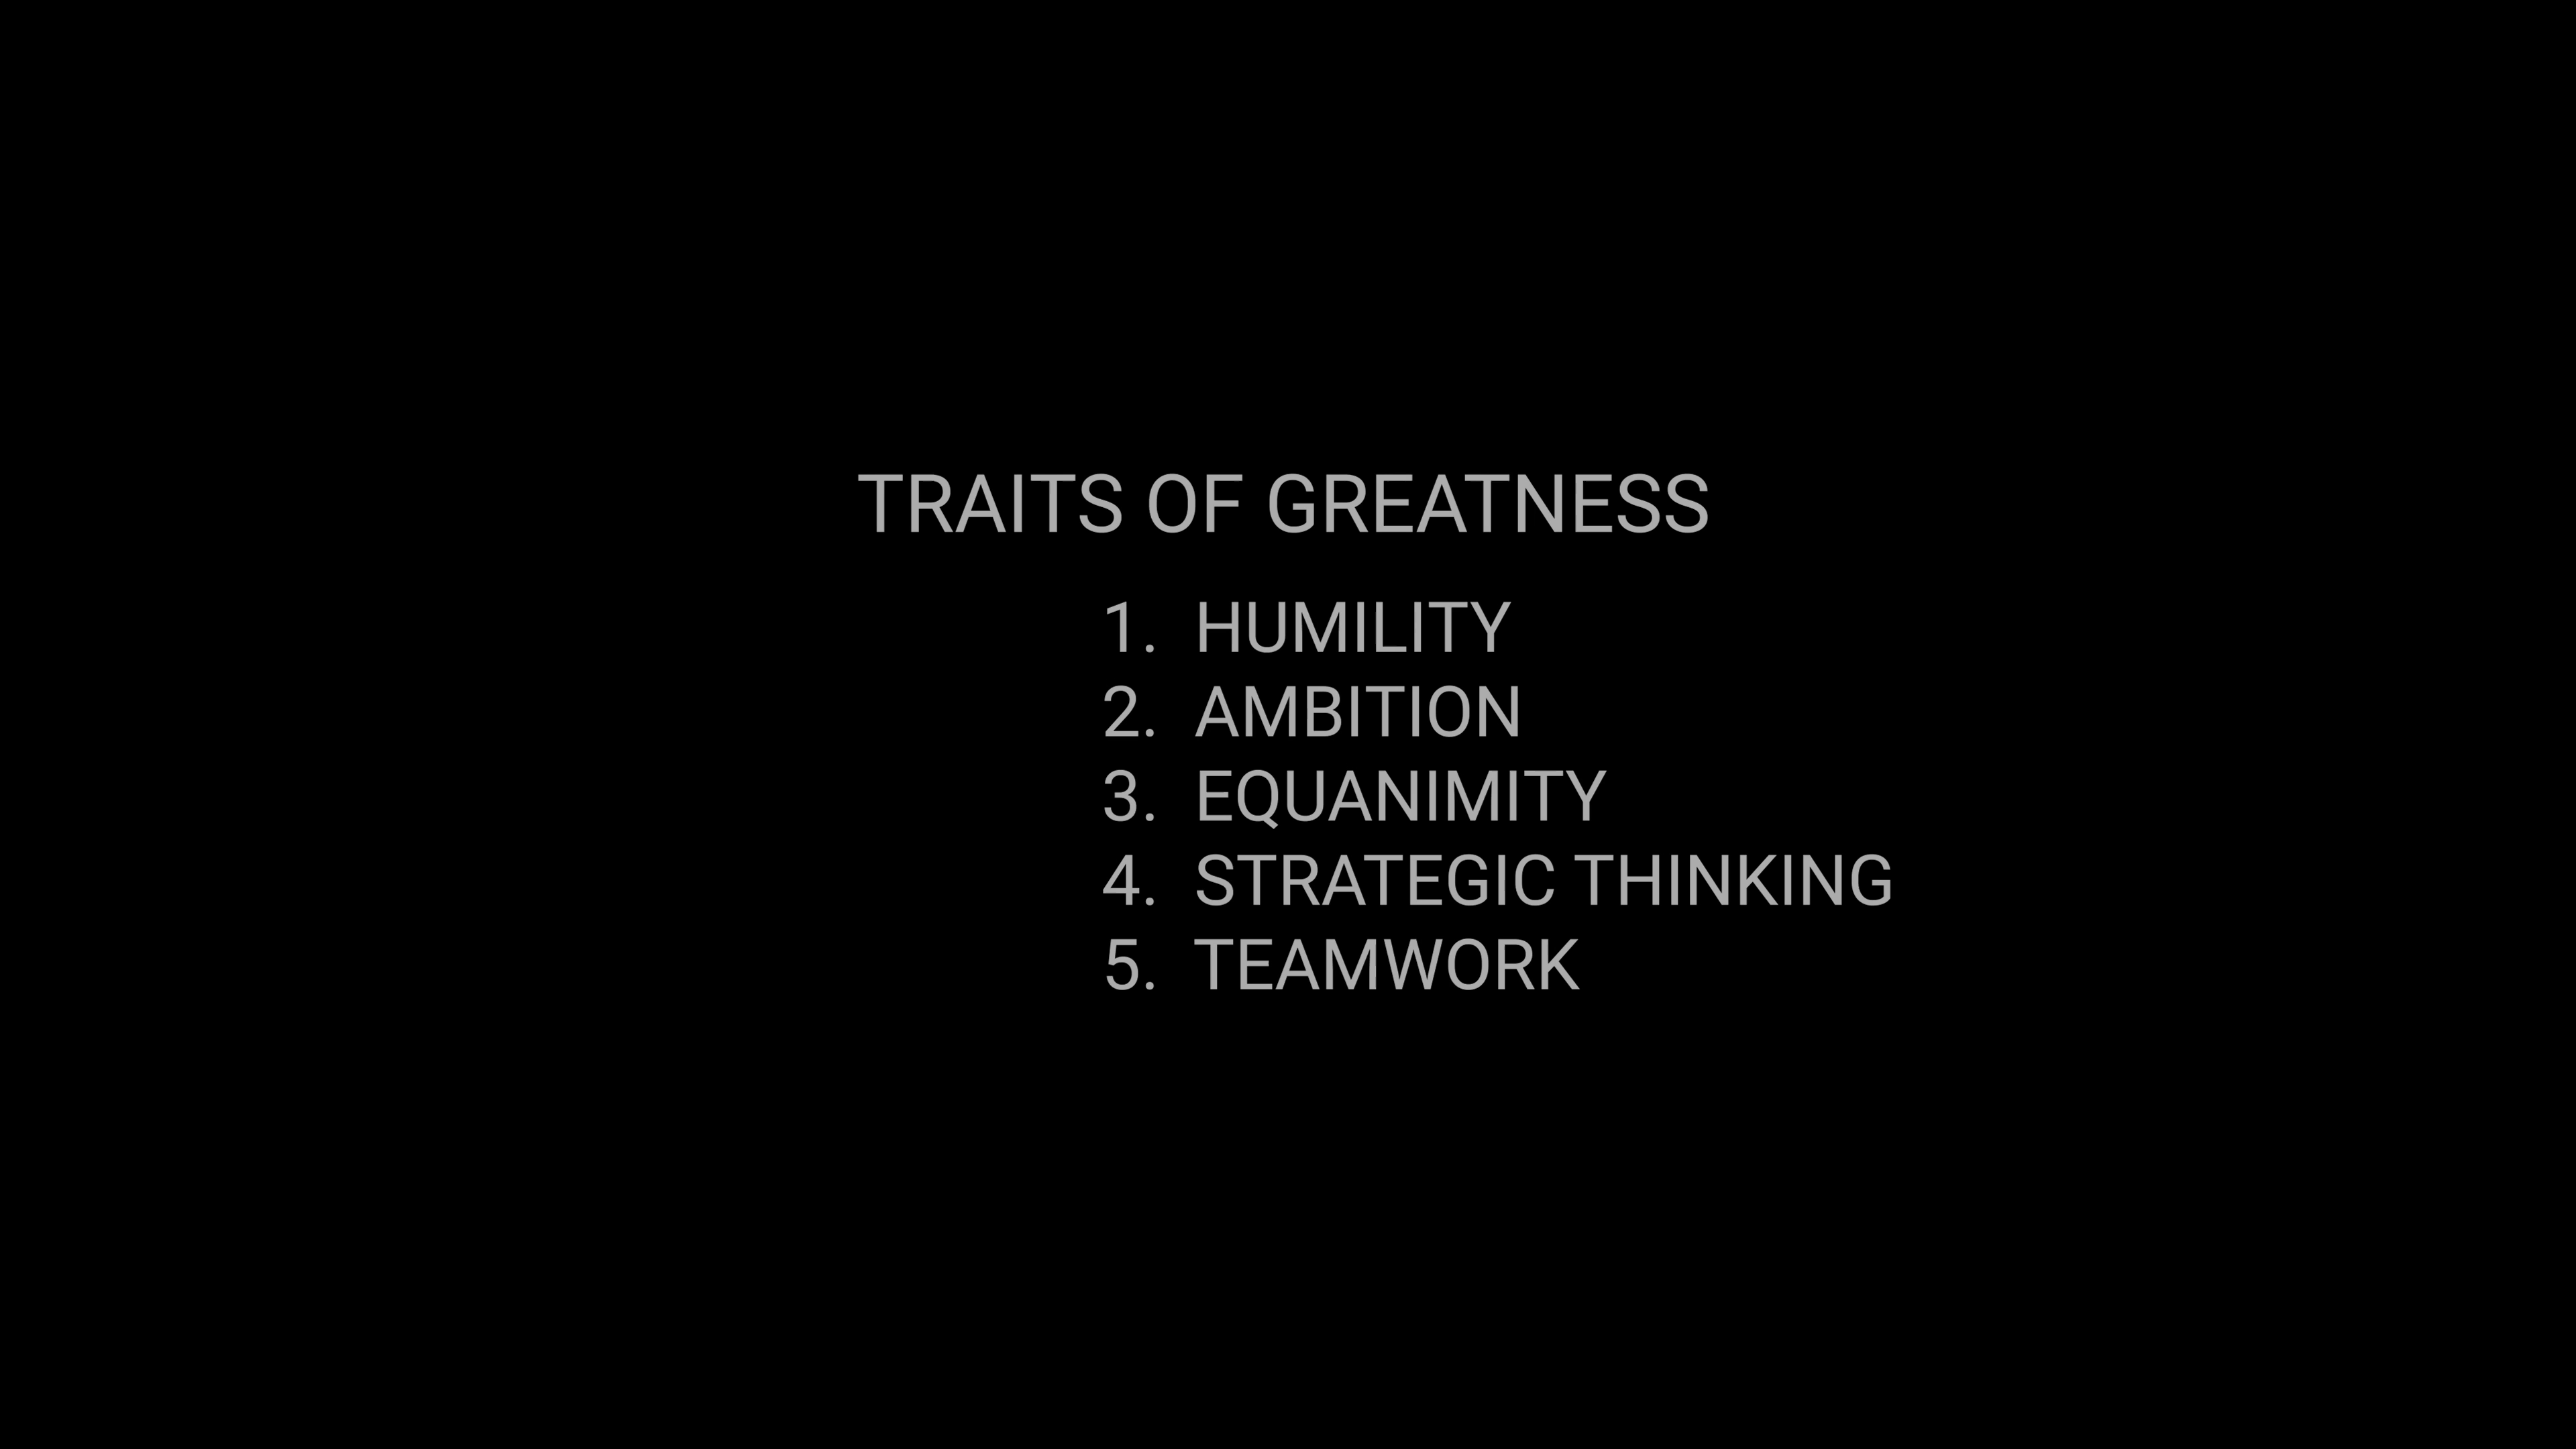 TRAITS OF GREATNESS
1. HUMILITY
2. AMBITION
3. EQUANIMITY
4. STRATEGIC THINKING
5. TEAMWORK